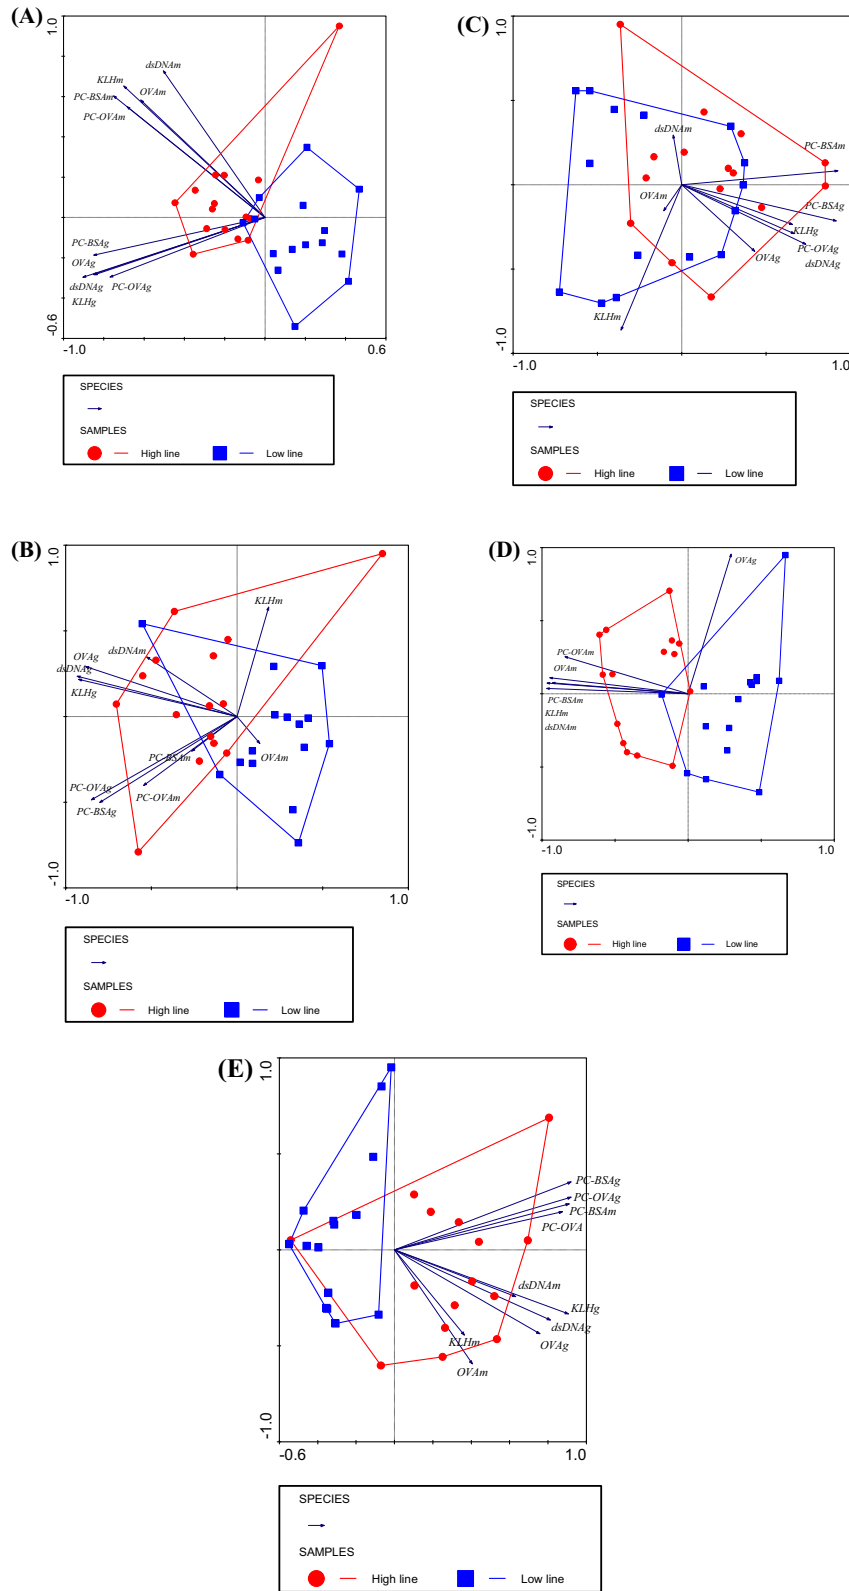 (A)
1.0
dsDNAm
KLHm
OVAm
PC-BSAm
PC-OVAm
PC-BSAg
OVAg
dsDNAg
PC-OVAg
KLHg
-0.6
-1.0 0.6
SPECIES
SAMPLES
High line Low line
(C)
1.0
dsDNAm
PC-BSAm
OVAm
PC-BSAg
KLHg
PC-OVAg
OVAg
dsDNAg
KLHm
-1.0
-1.0 1.0
SPECIES
SAMPLES
High line Low line
(B)
1.0
KLHm
dsDNAm
OVAg
dsDNAg
KLHg
PC-BSAm
OVAm
PC-OVAg
PC-OVAm
PC-BSAg
-1.0
-1.0 1.0
SPECIES
SAMPLES
High line Low line
(D)
1.0
OVAg
PC-OVAm
OVAm
PC-BSAm
KLHm
dsDNAm
-1.0
-1.0 1.0
SPECIES
SAMPLES
High line Low line
(E)
1.0
PC-BSAg
PC-OVAg
PC-BSAm
PC-OVA
dsDNAm
KLHg
dsDNAg
KLHm
OVAg
OVAm
-1.0
-0.6 1.0
SPECIES
SAMPLES
High line Low line